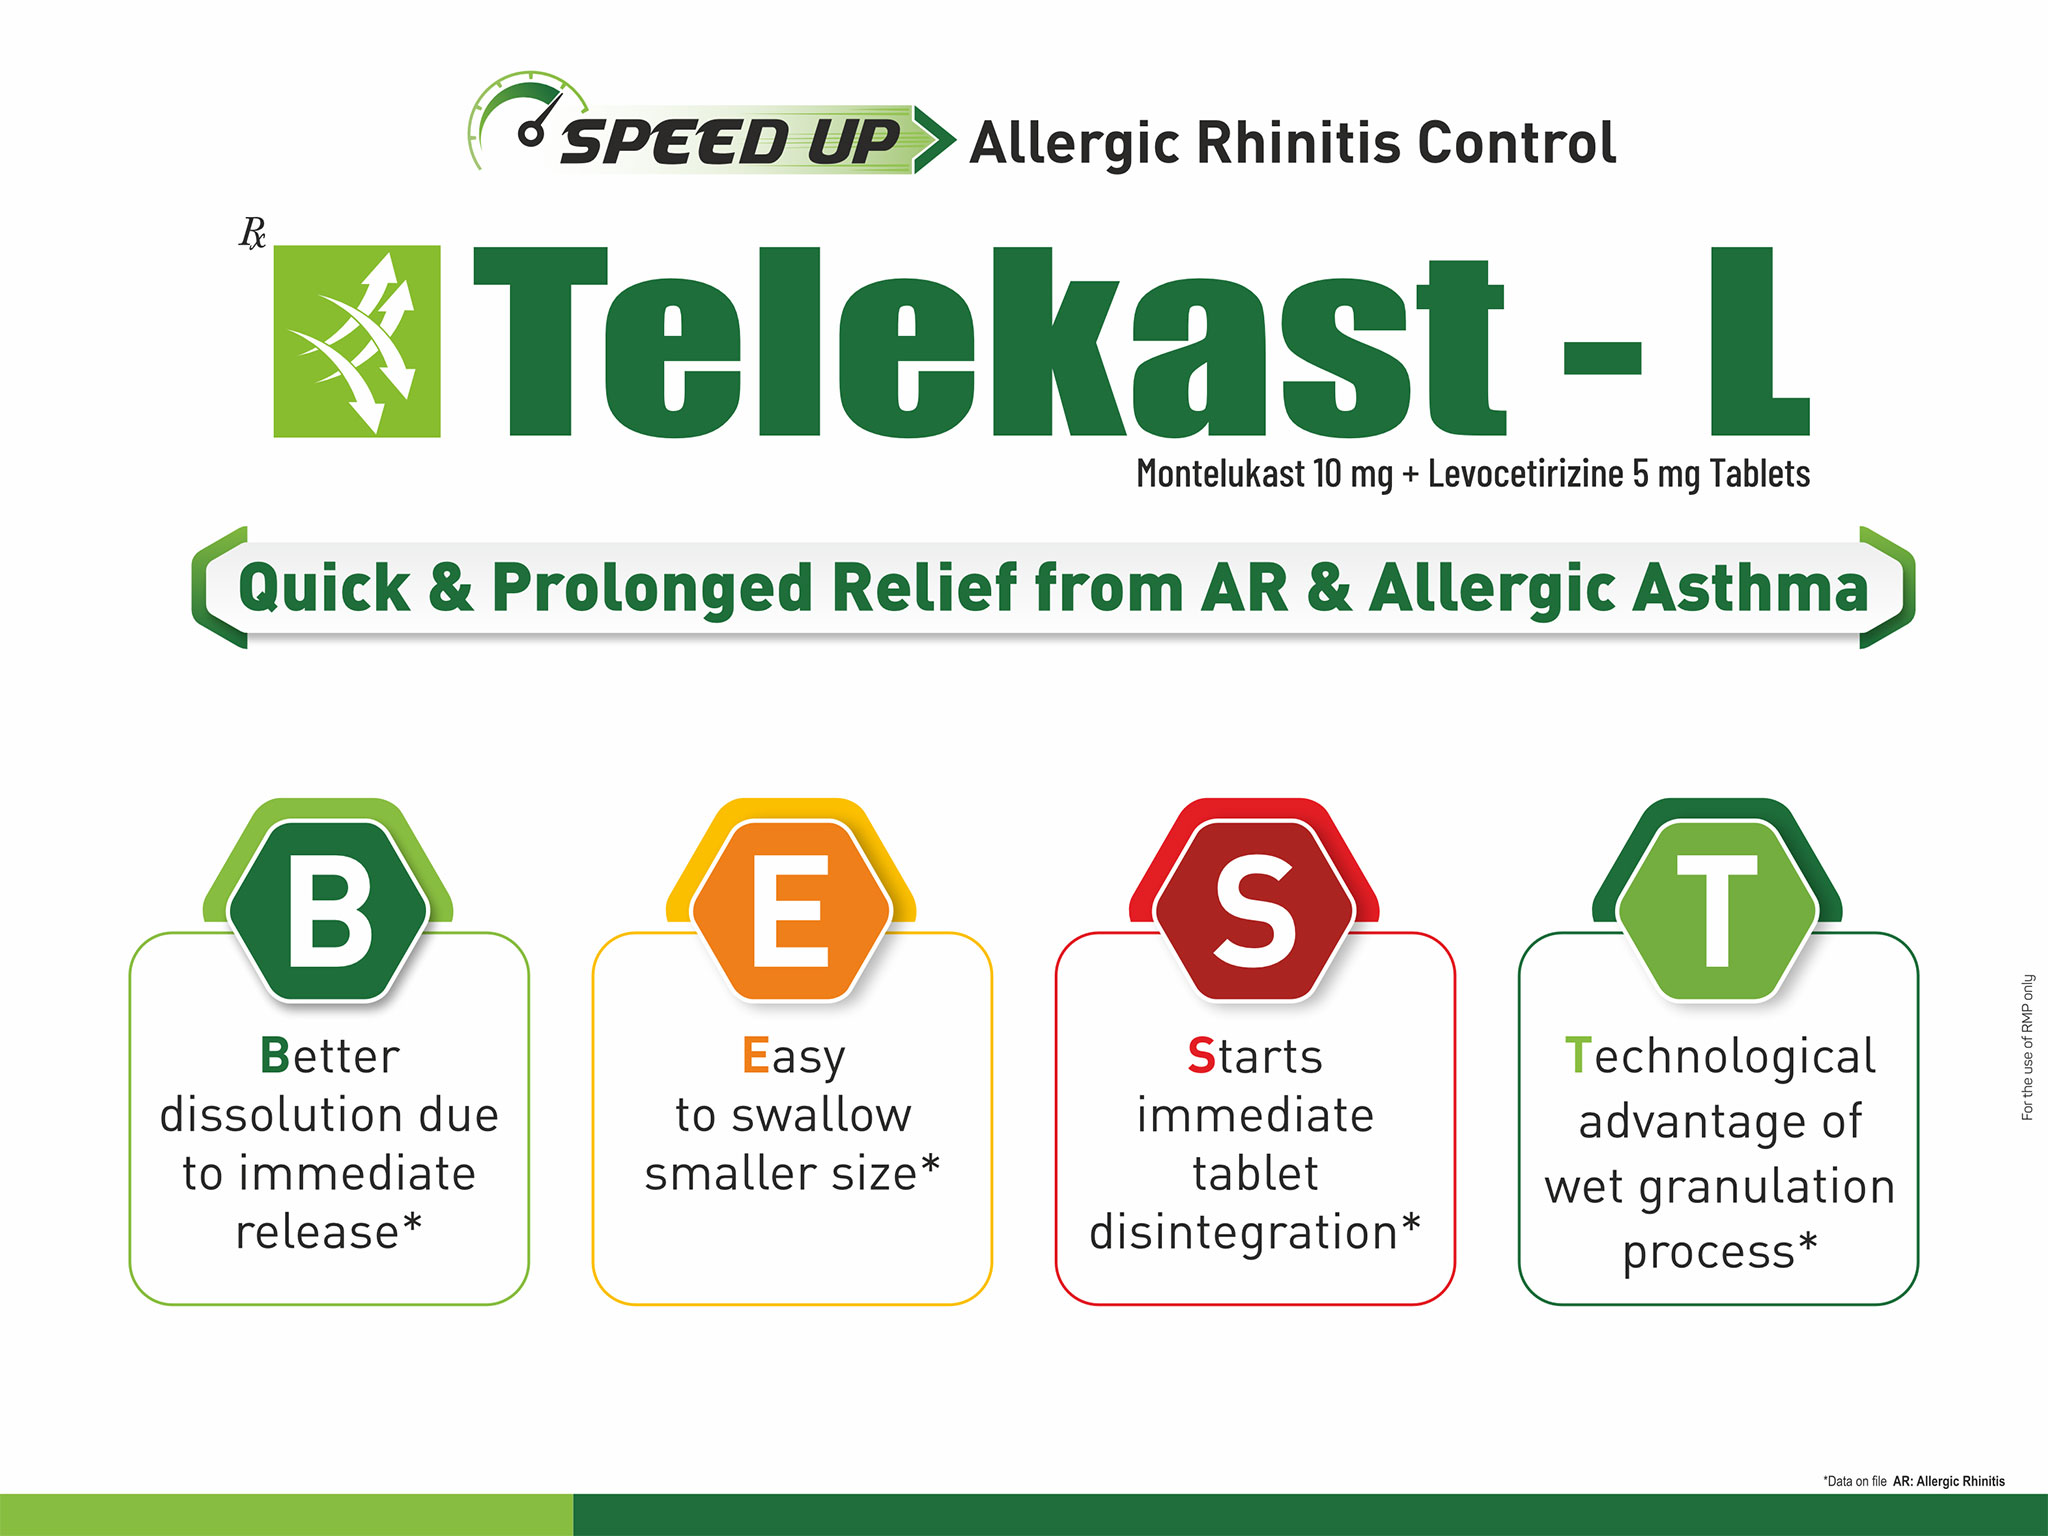 SPEED UP Allergic Rhinitis Control
Rx
Telekast - L
Montelukast 10 mg + Levocetirizine 5 mg Tablets
Quick & Prolonged Relief from AR & Allergic Asthma
B
Better
dissolution due
to immediate
release*
E
Easy
to swallow
smaller size*
S
Starts
immediate
tablet
disintegration*
T
Technological
advantage of
wet granulation
process*
For the use of RMP only
*Data on file AR: Allergic Rhinitis